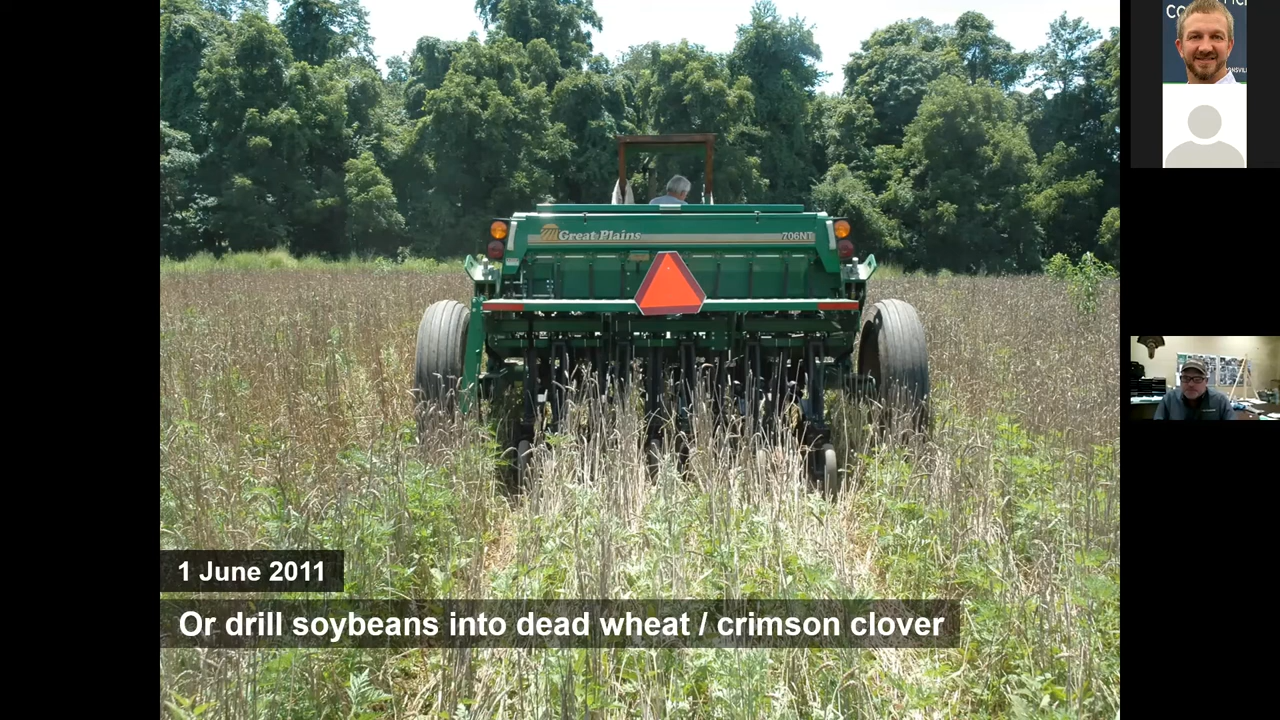 Great Plains
706NT
1 June 2011
Or drill soybeans into dead wheat / crimson clover